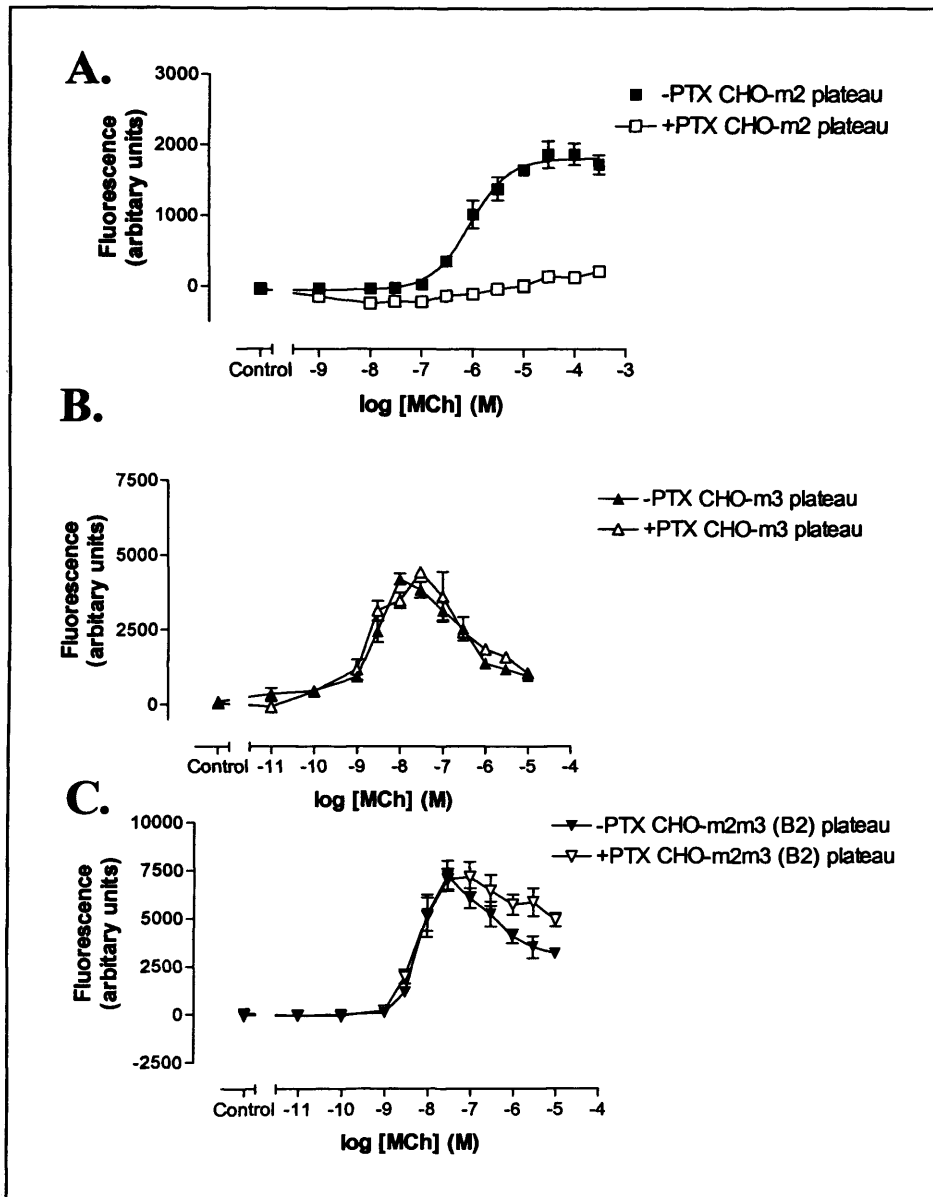 A.
3000
2000
1000
0
Fluorescence
(arbitary units)
■ -PTX CHO-m2 plateau
□ +PTX CHO-m2 plateau
Control -9 -8 -7 -6 -5 -4 -3
log [MCh] (M)
B.
7500
5000
2500
0
Fluorescence
(arbitary units)
-PTX CHO-m3 plateau
+PTX CHO-m3 plateau
Control -11 -10 -9 -8 -7 -6 -5 -4
log [MCh] (M)
C.
10000
7500
5000
2500
0
-2500
Fluorescence
(arbitary units)
-PTX CHO-m2m3 (B2) plateau
+PTX CHO-m2m3 (B2) plateau
Control -11 -10 -9 -8 -7 -6 -5 -4
log [MCh] (M)